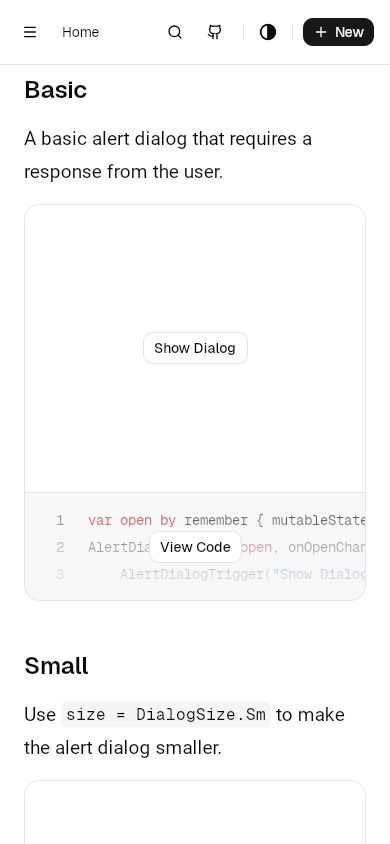 Home
New
Basic
A basic alert dialog that requires a
response from the user.
Show Dialog
1 var open by remember { mutableState
2 AlertDia open, onOpenChan
View Code
3 AlertDialogTrigger("Show Dialog
Small
Use size = DialogSize.Sm to make
the alert dialog smaller.